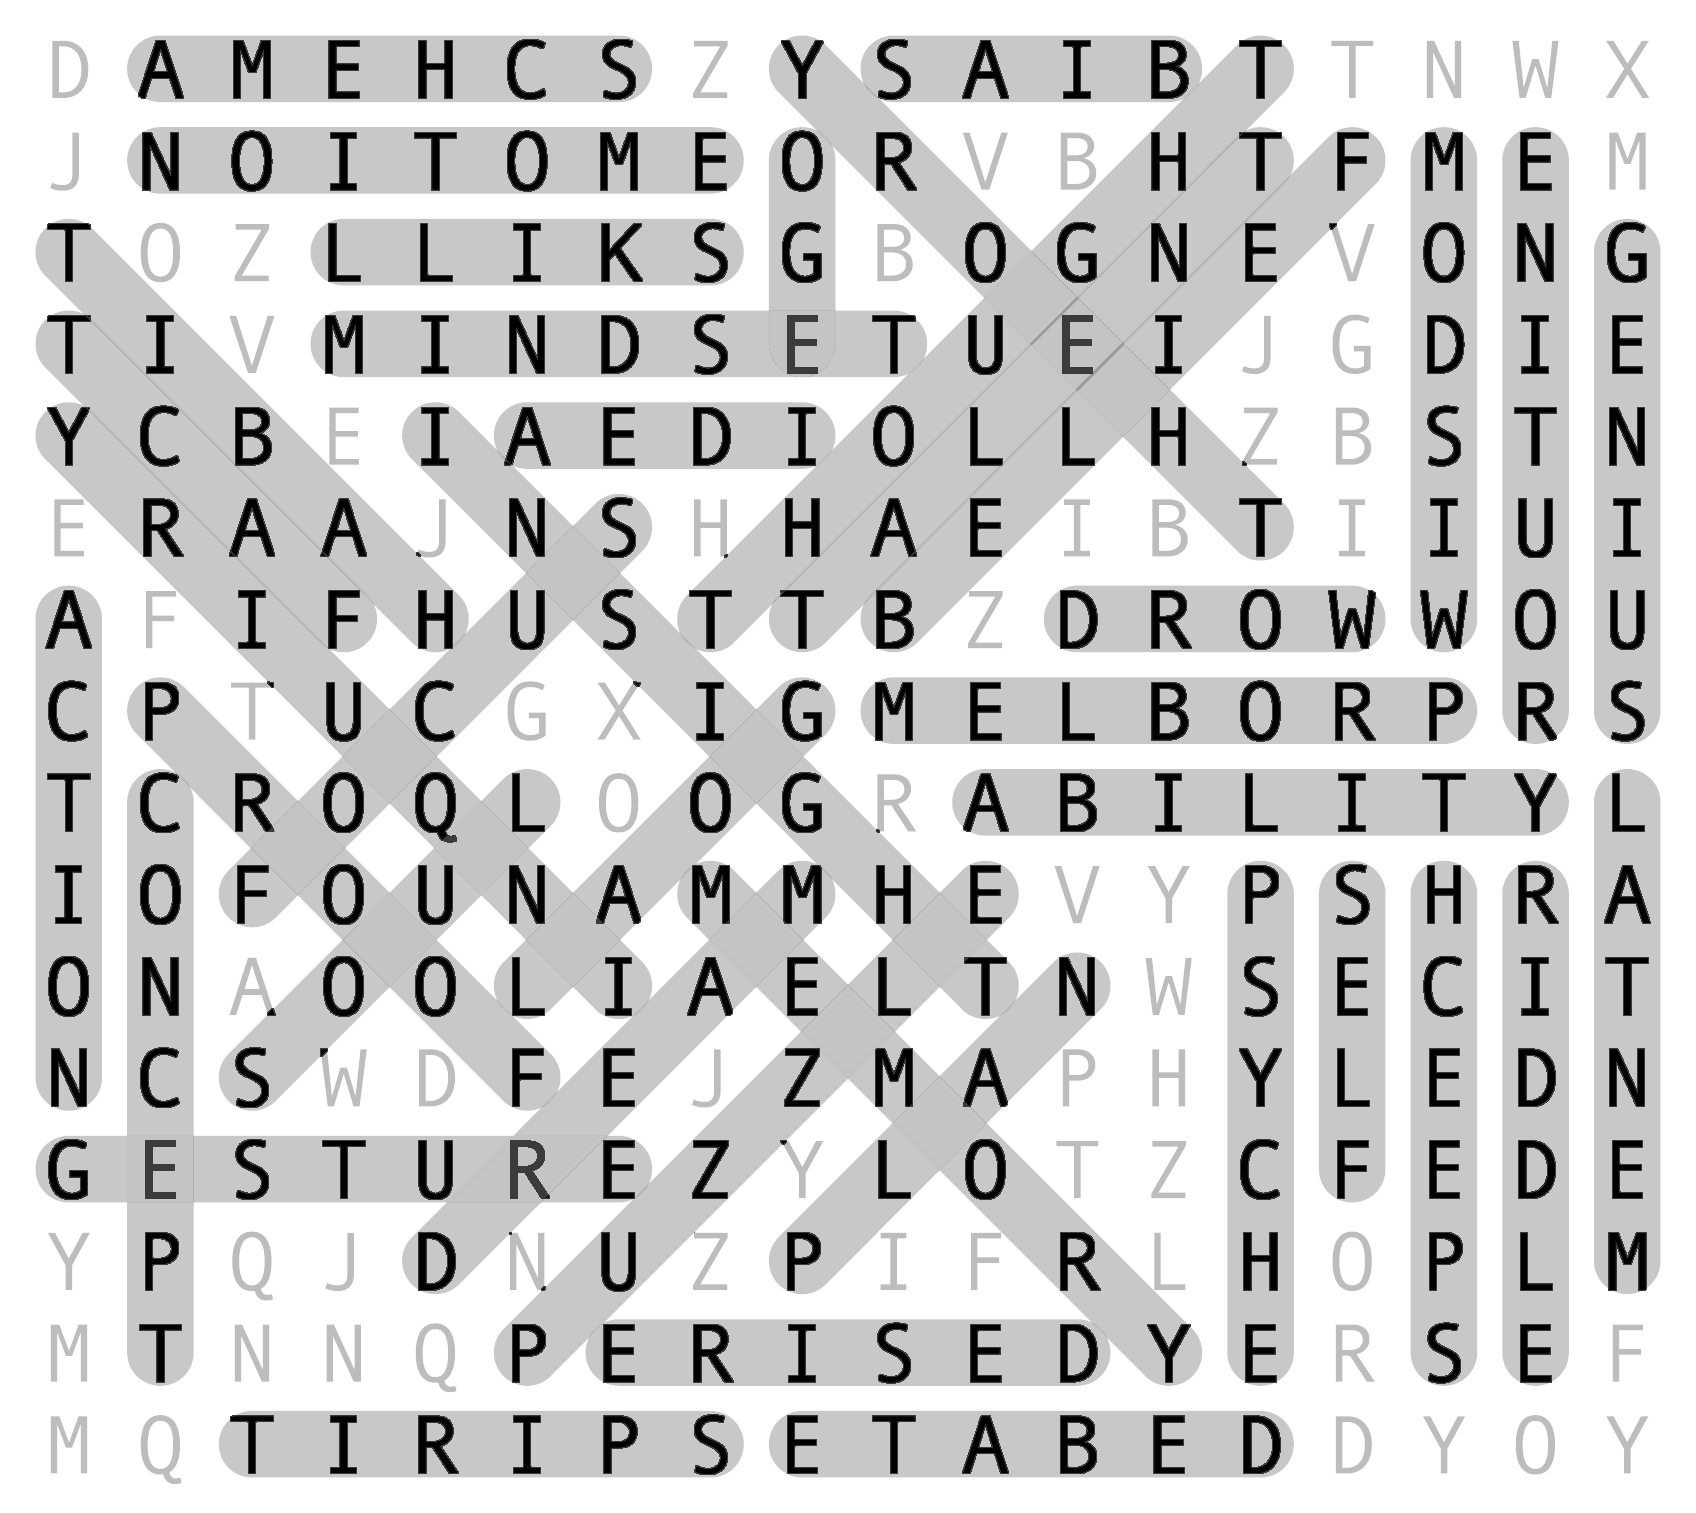 D A M E H C S Z Y S A I B T T N W X
J N O I T O M E O R V B H T F M E M
T O Z L L I K S G B O G N E V O N G
T I V M I N D S E T U E I J G D I E
Y C B E I A E D I O L L H Z B S T N
E R A A J N S H H A E I B T I I U I
A F I F H U S T T B Z D R O W W O U
C P T U C G X I G M E L B O R P R S
T C R O Q L O O G R A B I L I T Y L
I O F O U N A M M H E V Y P S H R A
O N A O O L I A E L T N W S E C I T
N C S W D F E J Z M A P H Y L E D N
G E S T U R E Z Y L O T Z C F E D E
Y P Q J D N U Z P I F R L H O P L M
M T N N Q P E R I S E D Y E R S E F
M Q T I R I P S E T A B E D D Y O Y